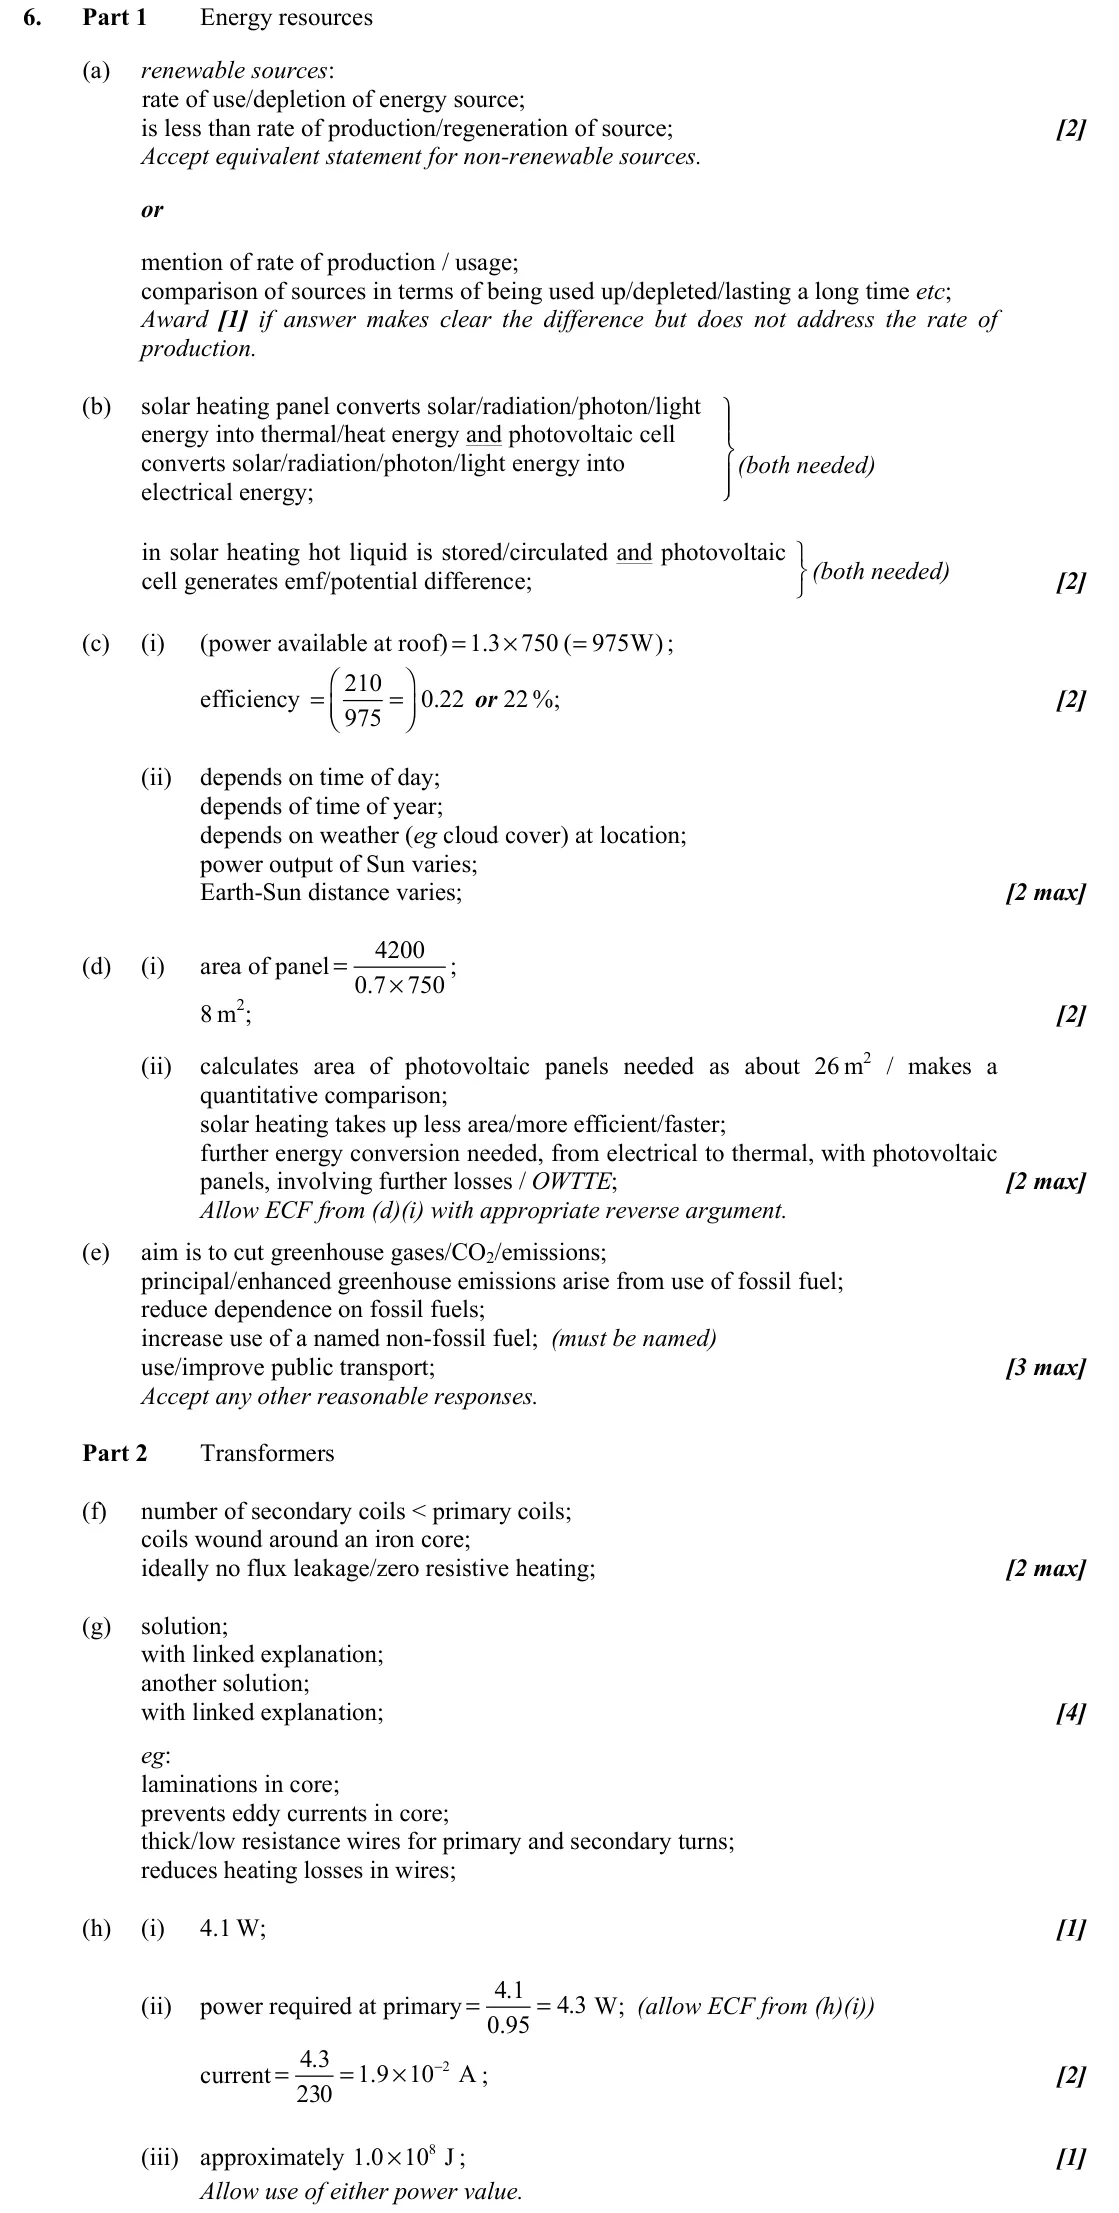 6. Part 1 Energy resources
(a) renewable sources:
rate of use/depletion of energy source;
is less than rate of production/regeneration of source; [2]
Accept equivalent statement for non-renewable sources.
or
mention of rate of production / usage;
comparison of sources in terms of being used up/depleted/lasting a long time etc;
Award [1] if answer makes clear the difference but does not address the rate of
production.
(b) solar heating panel converts solar/radiation/photon/light
energy into thermal/heat energy and photovoltaic cell
converts solar/radiation/photon/light energy into (both needed)
electrical energy;
in solar heating hot liquid is stored/circulated and photovoltaic
cell generates emf/potential difference; (both needed) [2]
(c) (i) (power available at roof) = 1.3 × 750 (= 975 W) ;
efficiency = (210/975 =) 0.22 or 22 %; [2]
(ii) depends on time of day;
depends of time of year;
depends on weather (eg cloud cover) at location;
power output of Sun varies;
Earth-Sun distance varies; [2 max]
(d) (i) area of panel = 4200/(0.7 × 750) ;
8 m²; [2]
(ii) calculates area of photovoltaic panels needed as about 26 m² / makes a
quantitative comparison;
solar heating takes up less area/more efficient/faster;
further energy conversion needed, from electrical to thermal, with photovoltaic
panels, involving further losses / OWTTE; [2 max]
Allow ECF from (d)(i) with appropriate reverse argument.
(e) aim is to cut greenhouse gases/CO₂/emissions;
principal/enhanced greenhouse emissions arise from use of fossil fuel;
reduce dependence on fossil fuels;
increase use of a named non-fossil fuel; (must be named)
use/improve public transport; [3 max]
Accept any other reasonable responses.
Part 2 Transformers
(f) number of secondary coils < primary coils;
coils wound around an iron core;
ideally no flux leakage/zero resistive heating; [2 max]
(g) solution;
with linked explanation;
another solution;
with linked explanation; [4]
eg:
laminations in core;
prevents eddy currents in core;
thick/low resistance wires for primary and secondary turns;
reduces heating losses in wires;
(h) (i) 4.1 W; [1]
(ii) power required at primary = 4.1/0.95 = 4.3 W; (allow ECF from (h)(i))
current = 4.3/230 = 1.9 × 10⁻² A ; [2]
(iii) approximately 1.0 × 10⁸ J ; [1]
Allow use of either power value.